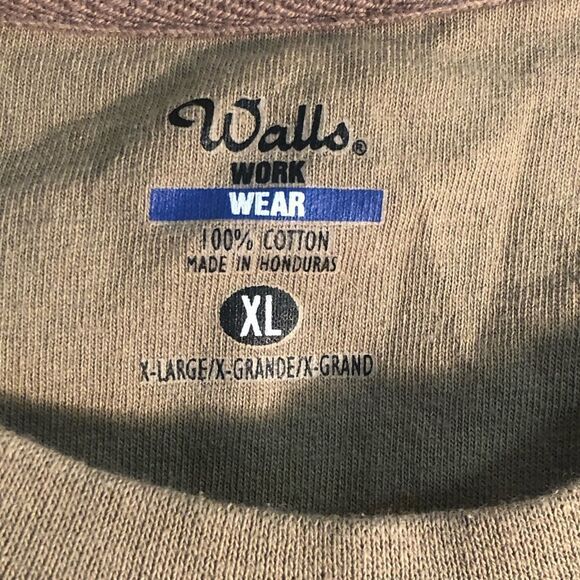 Walls®
WORK
WEAR
100% COTTON
MADE IN HONDURAS
XL
X-LARGE/X-GRANDE/X-GRAND